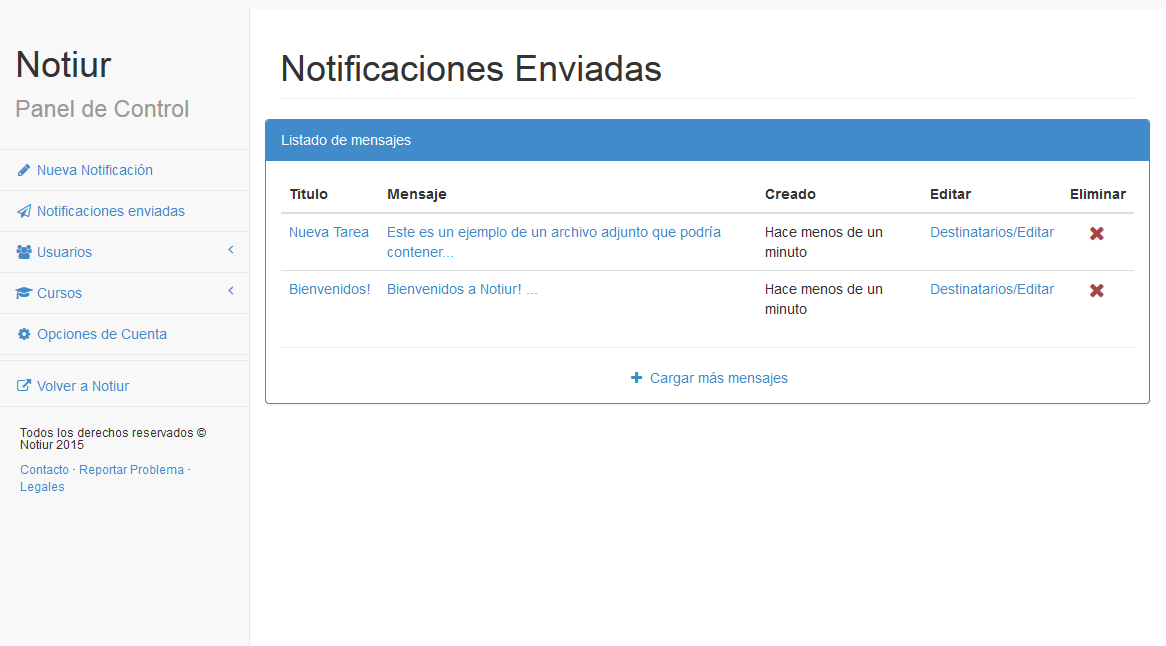 Notiur
Panel de Control
Nueva Notificación
Notificaciones enviadas
Usuarios
Cursos
Opciones de Cuenta
Volver a Notiur
Todos los derechos reservados ©
Notiur 2015
Contacto · Reportar Problema ·
Legales
Notificaciones Enviadas
Listado de mensajes
Titulo Mensaje Creado Editar Eliminar
Nueva Tarea Este es un ejemplo de un archivo adjunto que podría Hace menos de un Destinatarios/Editar
contener... minuto
Bienvenidos! Bienvenidos a Notiur! ... Hace menos de un Destinatarios/Editar
minuto
Cargar más mensajes